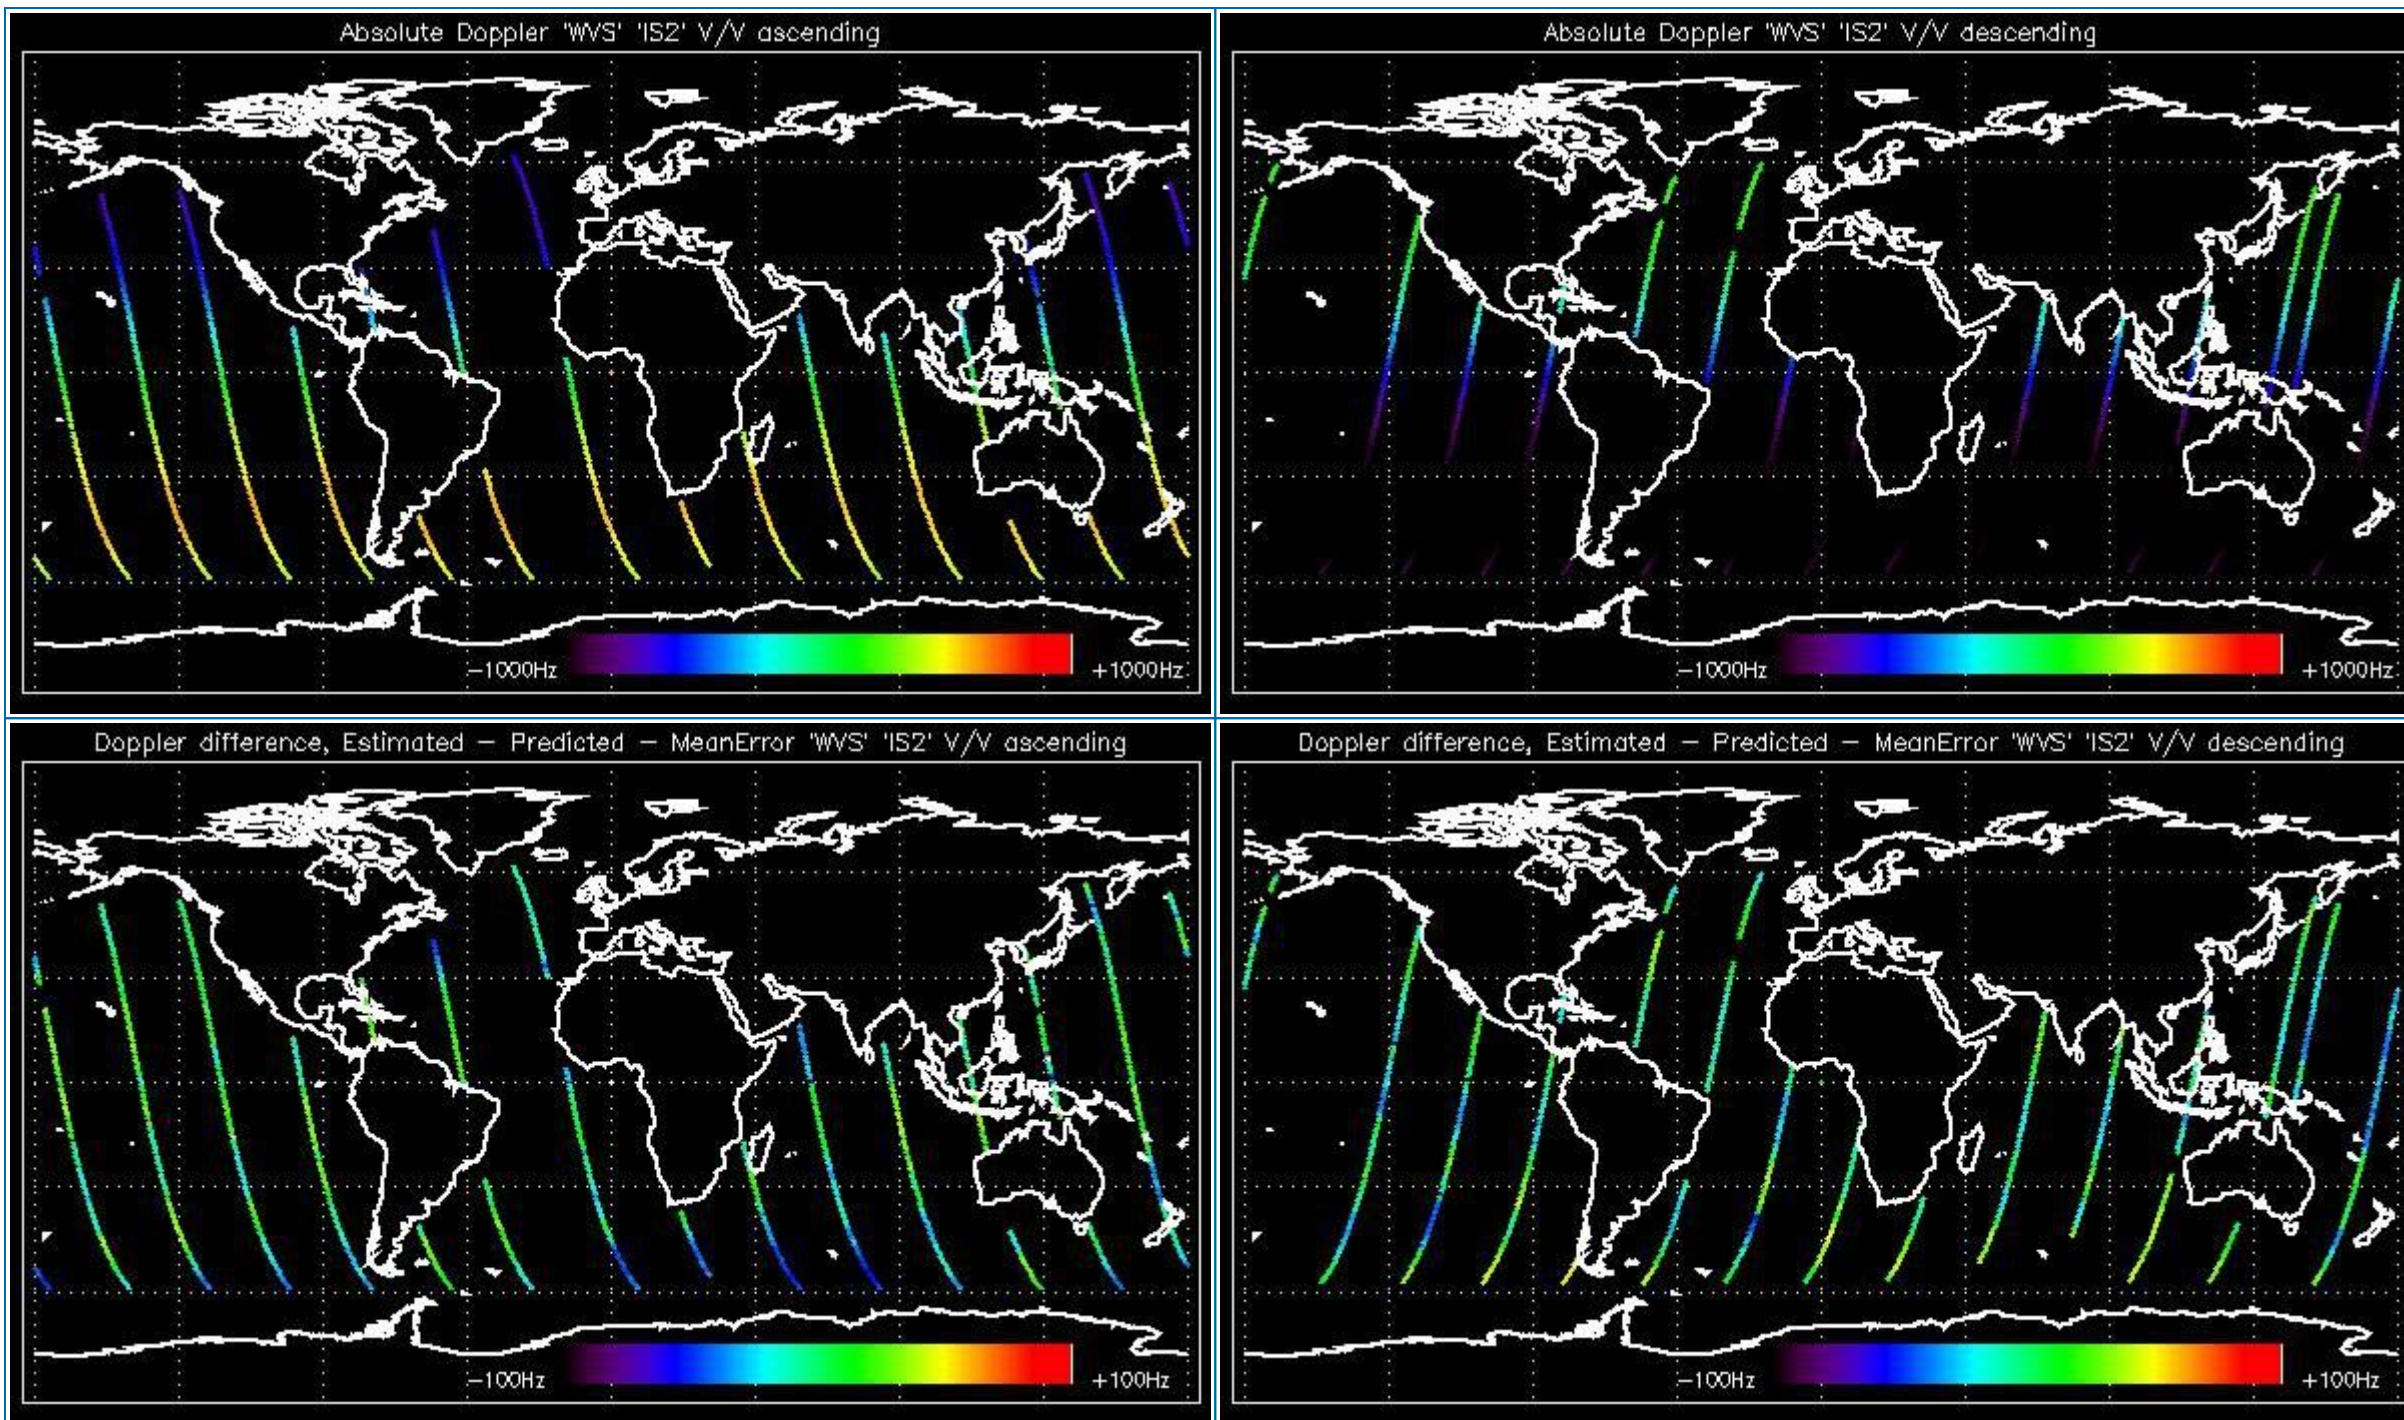 Absolute Doppler 'WVS' 'IS2' V/V ascending
-1000Hz
+1000Hz
Absolute Doppler 'WVS' 'IS2' V/V descending
-1000Hz
+1000Hz
Doppler difference, Estimated - Predicted - MeanError 'WVS' 'IS2' V/V ascending
-100Hz
+100Hz
Doppler difference, Estimated - Predicted - MeanError 'WVS' 'IS2' V/V descending
-100Hz
+100Hz